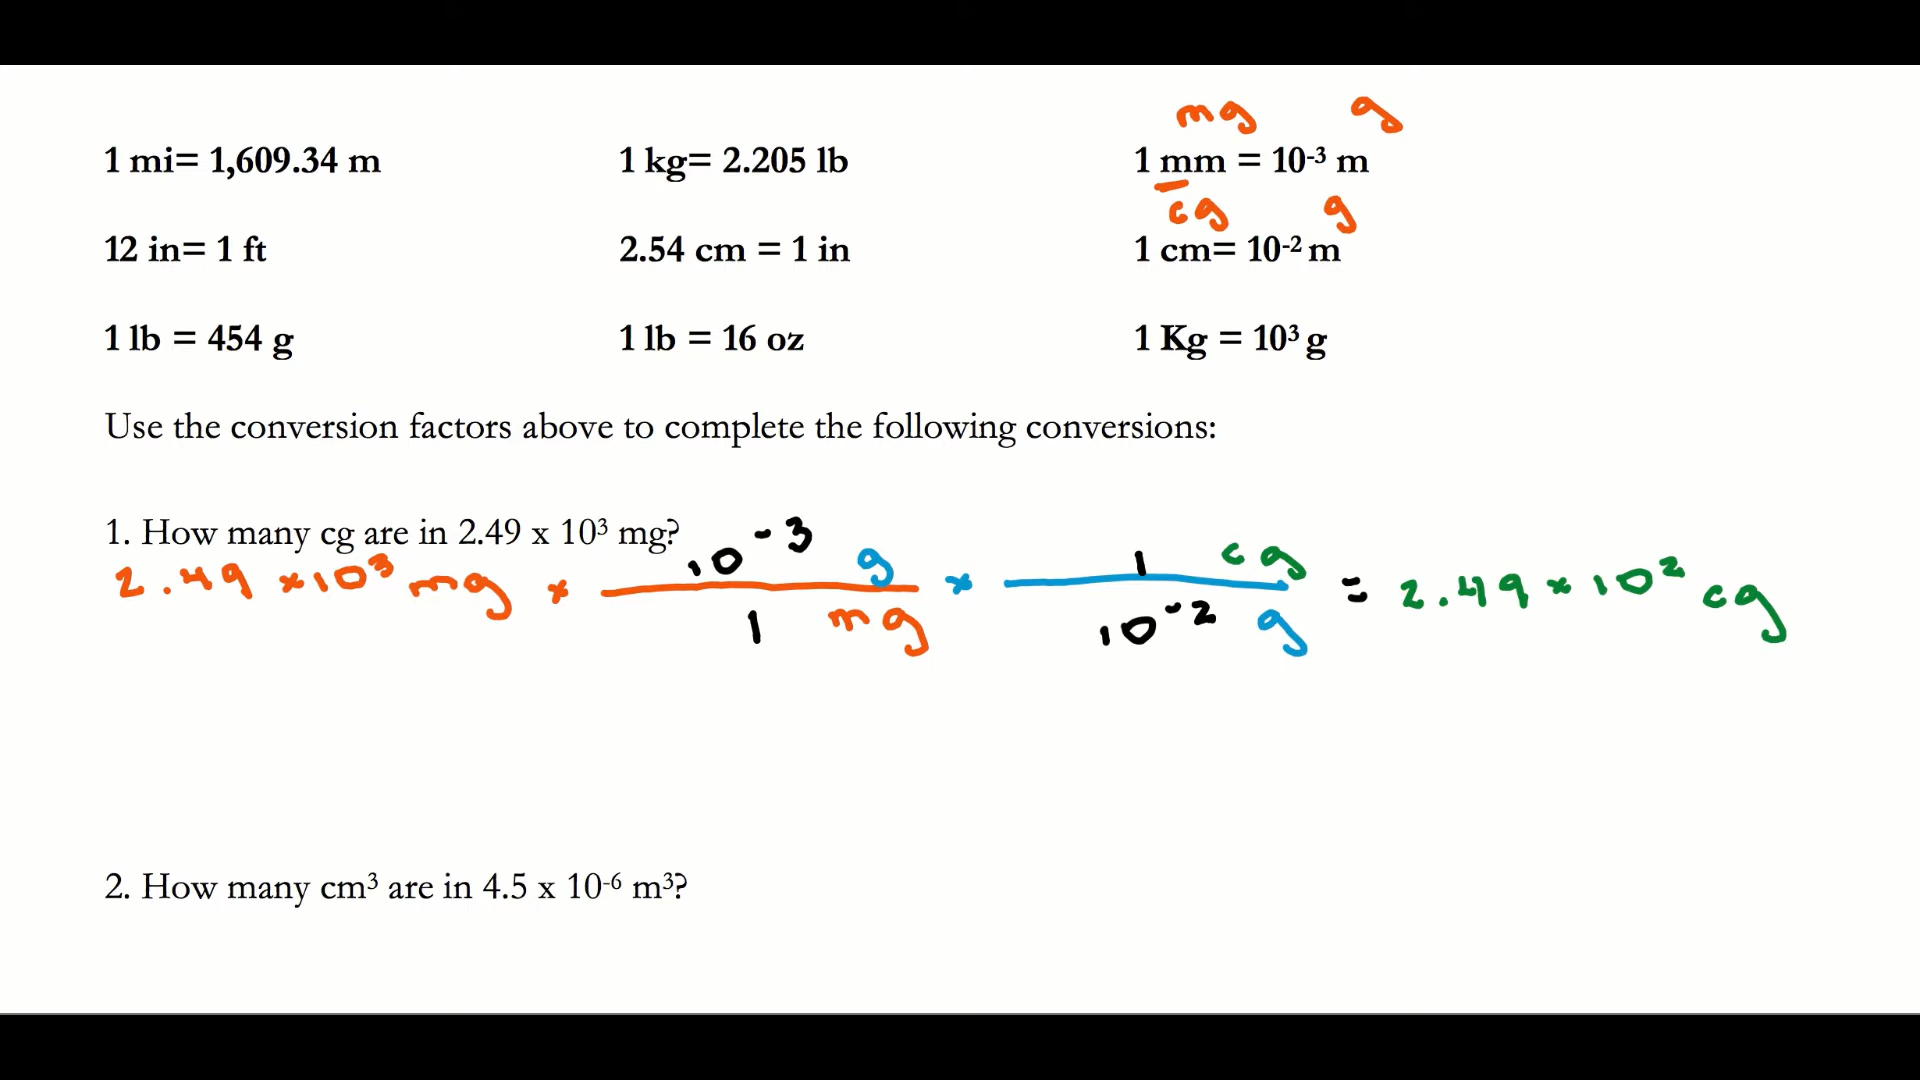 mg g
1 mi= 1,609.34 m 1 kg= 2.205 lb 1 mm = 10⁻³ m
cg g
12 in= 1 ft 2.54 cm = 1 in 1 cm= 10⁻² m
1 lb = 454 g 1 lb = 16 oz 1 Kg = 10³ g
Use the conversion factors above to complete the following conversions:
1. How many cg are in 2.49 x 10³ mg?
10⁻³ g 1 cg
2.49 * 10³ mg * * = 2.49 * 10² cg
1 mg 10⁻² g
2. How many cm³ are in 4.5 x 10⁻⁶ m³?